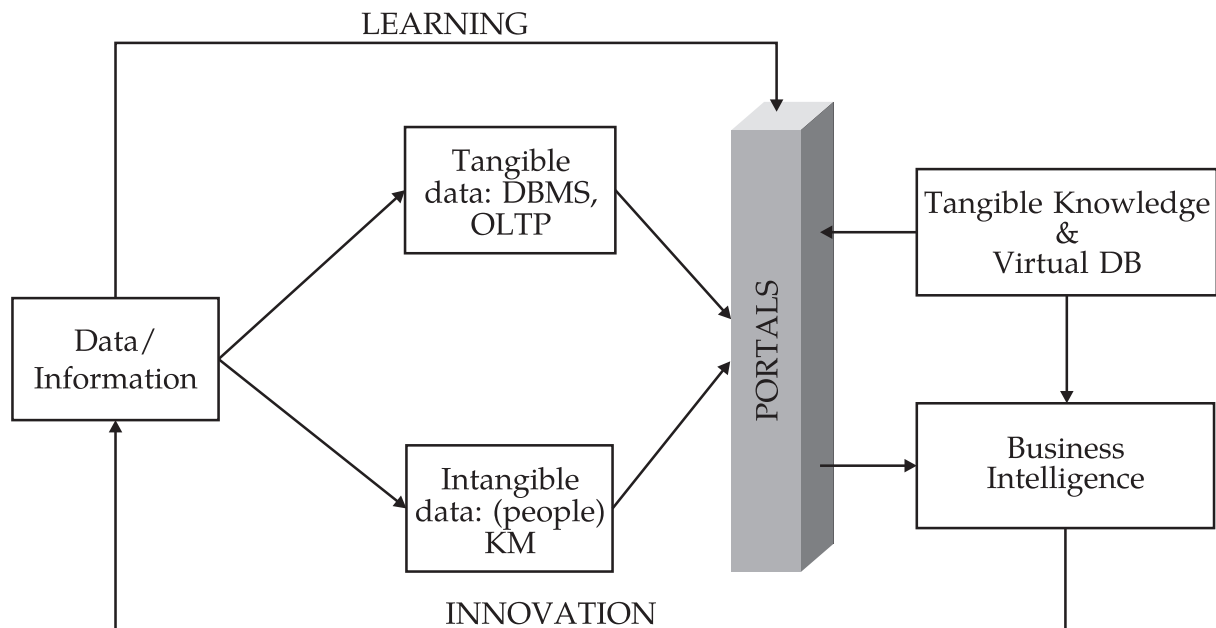 LEARNING
Tangible
data: DBMS,
OLTP
Tangible Knowledge
&
Virtual DB
PORTALS
Data/
Information
Business
Intelligence
Intangible
data: (people)
KM
INNOVATION